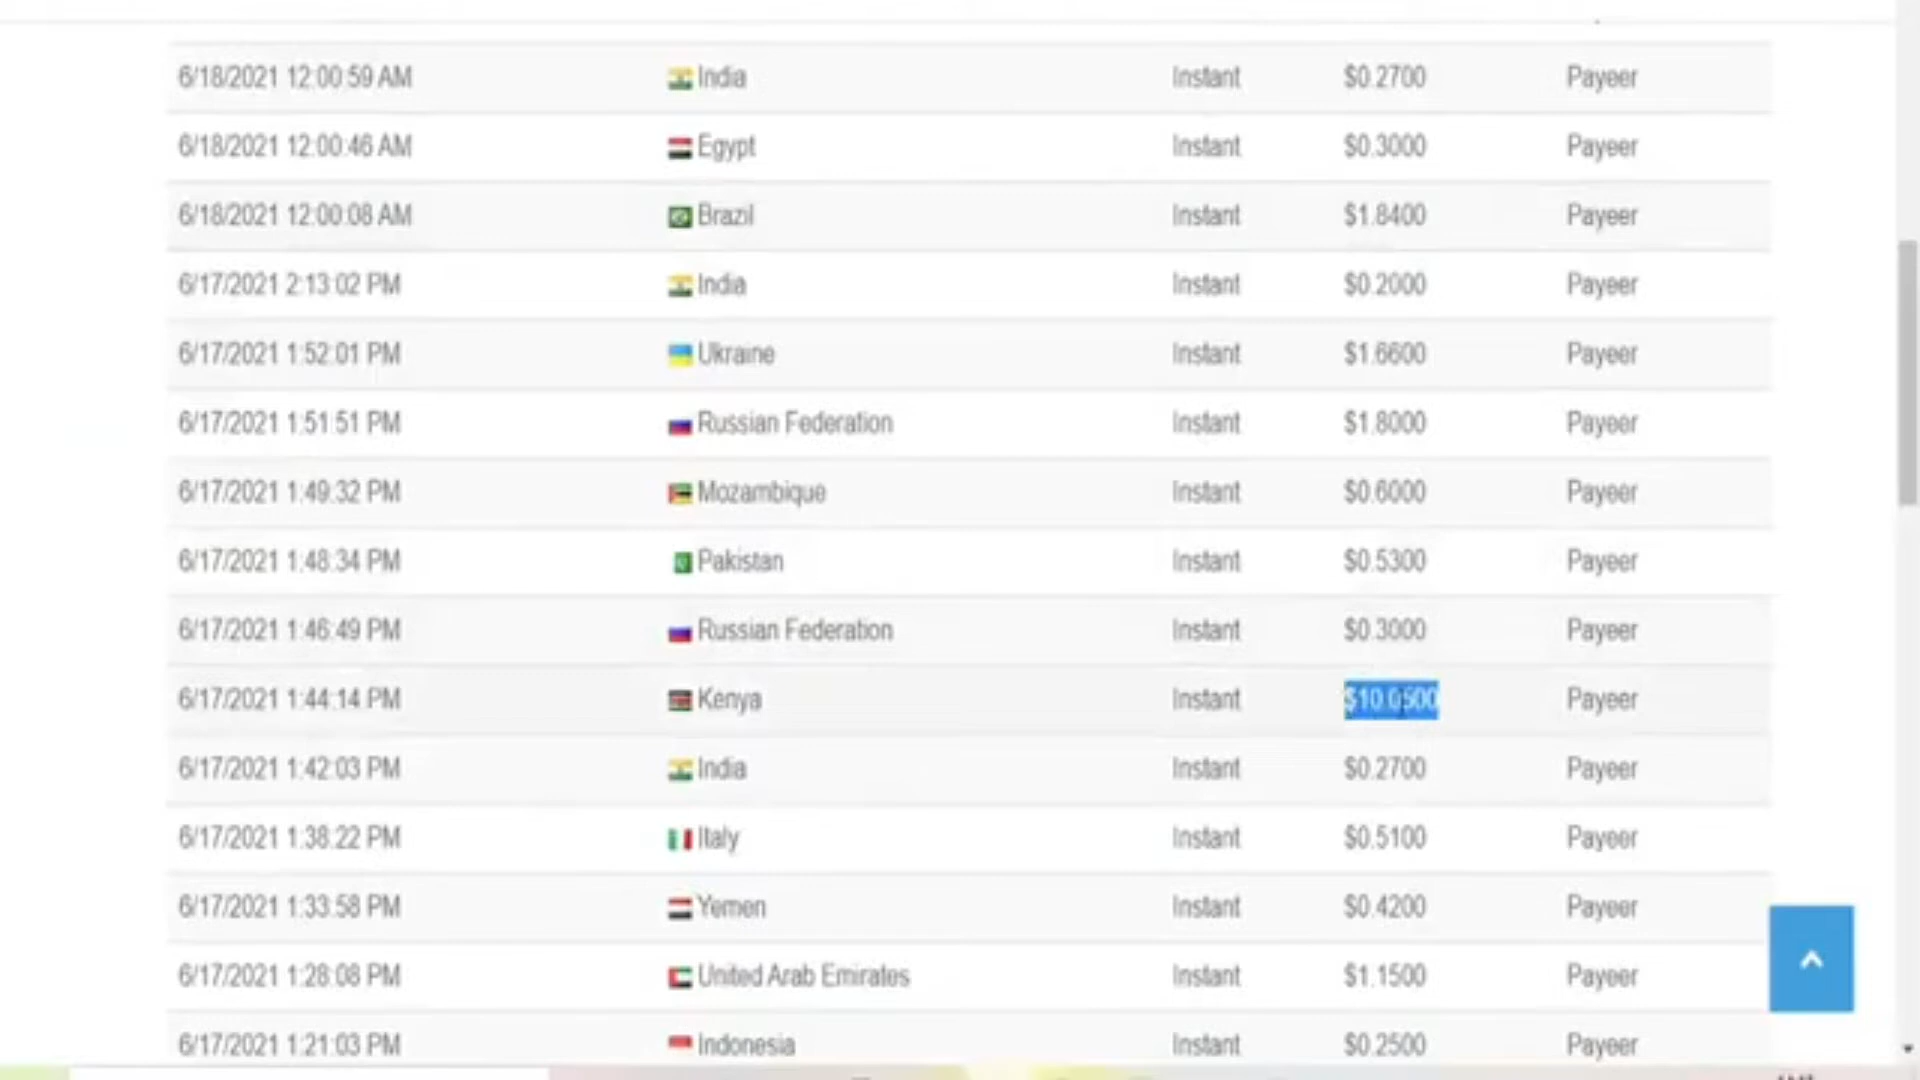 6/18/2021 12:00:59 AM India Instant $0.2700 Payeer
6/18/2021 12:00:46 AM Egypt Instant $0.3000 Payeer
6/18/2021 12:00:08 AM Brazil Instant $1.8400 Payeer
6/17/2021 2:13:02 PM India Instant $0.2000 Payeer
6/17/2021 1:52:01 PM Ukraine Instant $1.6600 Payeer
6/17/2021 1:51:51 PM Russian Federation Instant $1.8000 Payeer
6/17/2021 1:49:32 PM Mozambique Instant $0.6000 Payeer
6/17/2021 1:48:34 PM Pakistan Instant $0.5300 Payeer
6/17/2021 1:46:49 PM Russian Federation Instant $0.3000 Payeer
6/17/2021 1:44:14 PM Kenya Instant $10.0500 Payeer
6/17/2021 1:42:03 PM India Instant $0.2700 Payeer
6/17/2021 1:38:22 PM Italy Instant $0.5100 Payeer
6/17/2021 1:33:58 PM Yemen Instant $0.4200 Payeer
6/17/2021 1:28:08 PM United Arab Emirates Instant $1.1500 Payeer
6/17/2021 1:21:03 PM Indonesia Instant $0.2500 Payeer